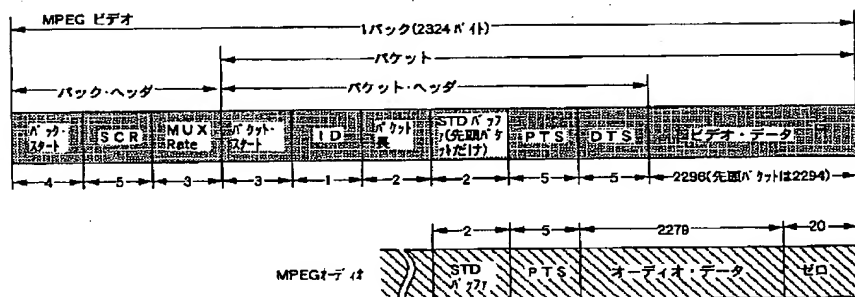 MPEG ビデオ
1パック(2324バイト)
パケット
パック・ヘッダ
パケット・ヘッダ
パック・
スタート
SCR
MUX
Rate
パケット・
スタート
ID
パケット
長
STDバッフ
ァ(先頭パケ
ットだけ)
PTS
DTS
ビデオ・データ
4
5
3
3
1
2
2
5
5
2296(先頭パケットは2294)
2
5
2279
20
MPEGオーディオ
STD
バッファ
PTS
オーディオ・データ
ゼロ